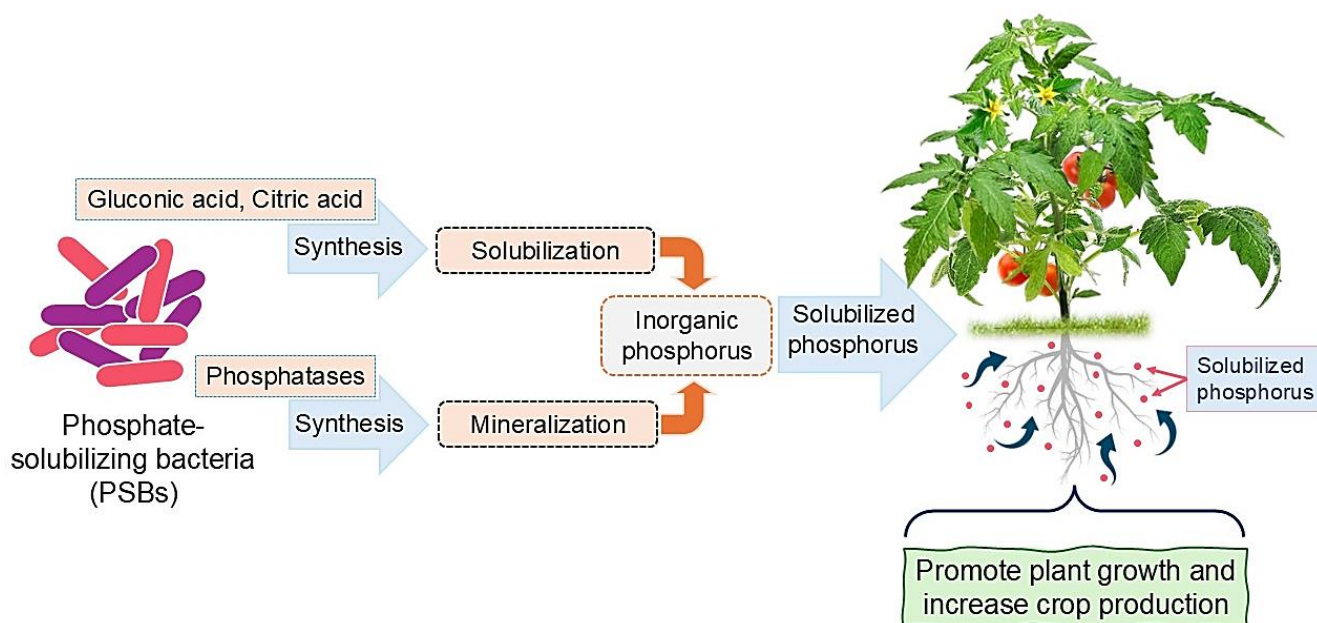 Gluconic acid, Citric acid
Synthesis
Solubilization
Phosphatases
Synthesis
Mineralization
Phosphate-
solubilizing bacteria
(PSBs)
Inorganic
phosphorus
Solubilized
phosphorus
Solubilized
phosphorus
Promote plant growth and
increase crop production